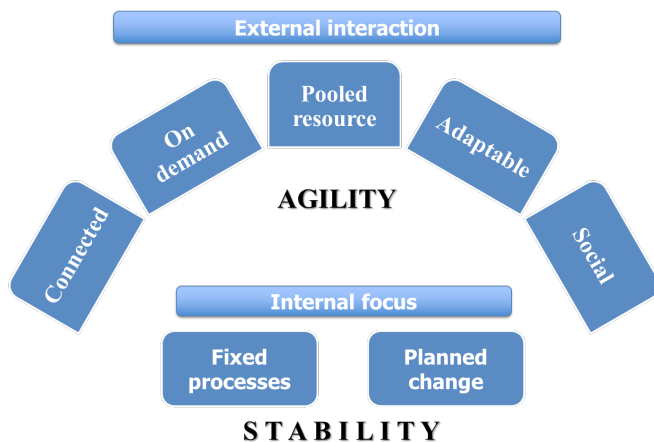 External interaction
Connected
On
demand
Pooled
resource
Adaptable
Social
AGILITY
Internal focus
Fixed
processes
Planned
change
STABILITY